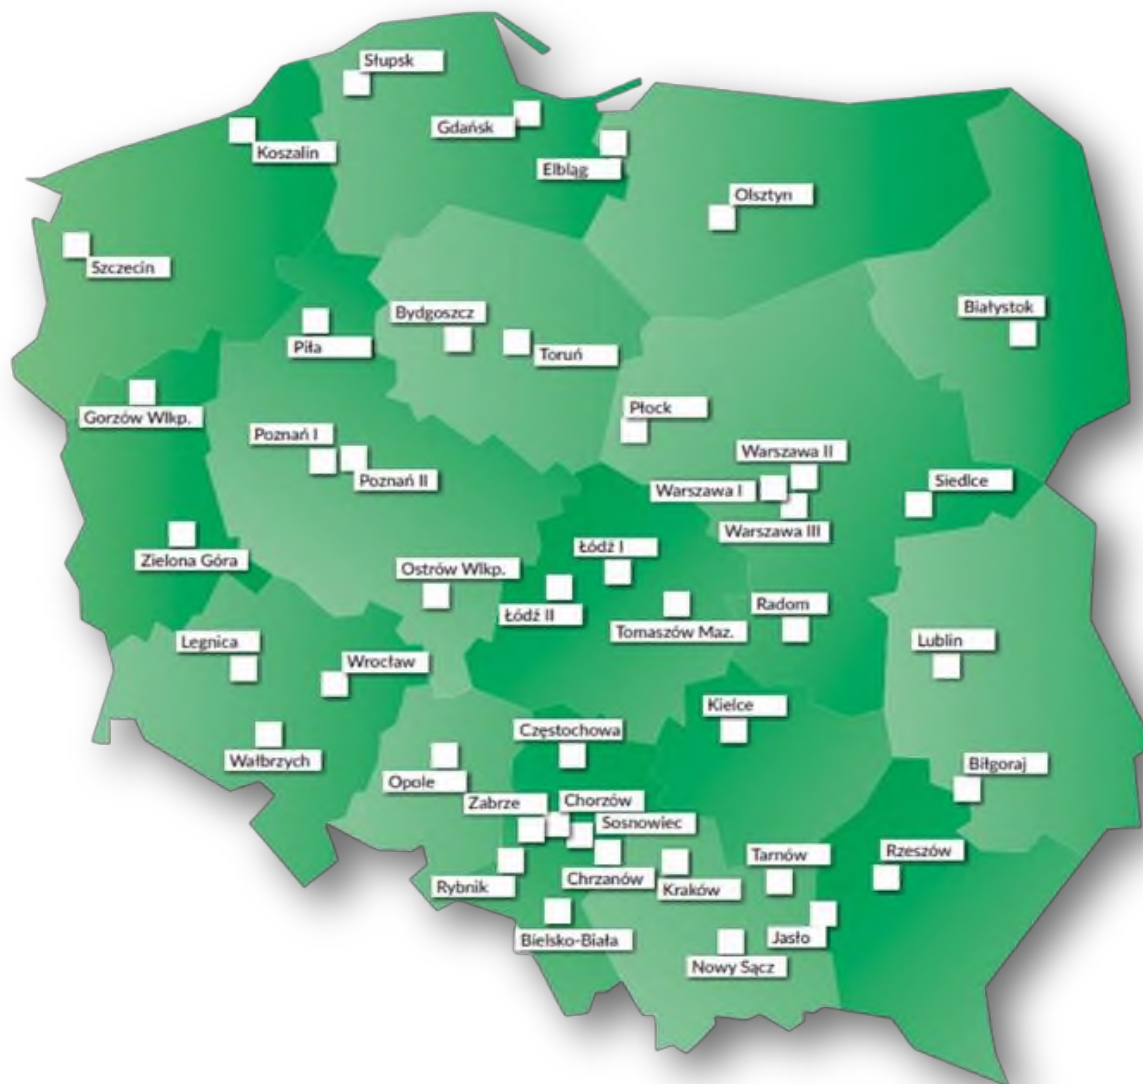 Słupsk
Gdańsk
Koszalin
Elbląg
Olsztyn
Szczecin
Białystok
Bydgoszcz
Piła
Toruń
Płock
Gorzów Wlkp.
Poznań I
Warszawa II
Poznań II
Siedlce
Warszawa I
Warszawa III
Łódź I
Zielona Góra
Ostrów Wlkp.
Radom
Łódź II
Tomaszów Maz.
Legnica
Lublin
Wrocław
Kielce
Częstochowa
Wałbrzych
Biłgoraj
Opole
Zabrze
Chorzów
Sosnowiec
Rzeszów
Tarnów
Chrzanów
Rybnik
Kraków
Jasło
Bielsko-Biała
Nowy Sącz